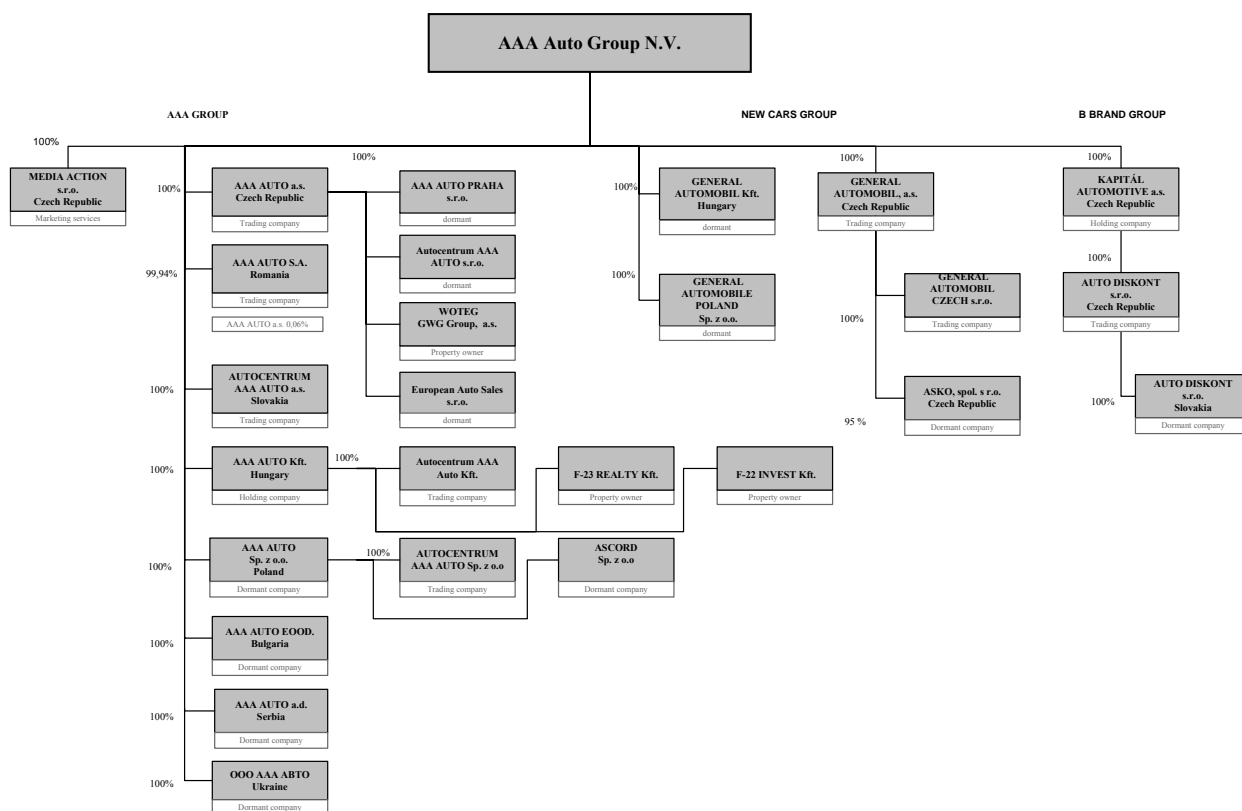 AAA Auto Group N.V.
AAA GROUP
NEW CARS GROUP
B BRAND GROUP
100%
MEDIA ACTION
s.r.o.
Czech Republic
Marketing services
100%
AAA AUTO a.s.
Czech Republic
Trading company
100%
AAA AUTO PRAHA
s.r.o.
dormant
Autocentrum AAA
AUTO s.r.o.
dormant
WOTEG
GWG Group, a.s.
Property owner
European Auto Sales
s.r.o.
dormant
99,94%
AAA AUTO S.A.
Romania
Trading company
AAA AUTO a.s. 0,06%
100%
AUTOCENTRUM
AAA AUTO a.s.
Slovakia
Trading company
100%
AAA AUTO Kft.
Hungary
Holding company
100%
Autocentrum AAA
Auto Kft.
Trading company
F-23 REALTY Kft.
Property owner
F-22 INVEST Kft.
Property owner
100%
AAA AUTO
Sp. z o.o.
Poland
Dormant company
100%
AUTOCENTRUM
AAA AUTO Sp. z o.o
Trading company
ASCORD
Sp. z o.o
Dormant company
100%
AAA AUTO EOOD.
Bulgaria
Dormant company
100%
AAA AUTO a.d.
Serbia
Dormant company
100%
OOO AAA ABTO
Ukraine
Dormant company
100%
GENERAL
AUTOMOBIL Kft.
Hungary
dormant
100%
GENERAL
AUTOMOBILE
POLAND
Sp. z o.o.
dormant
100%
GENERAL
AUTOMOBIL, a.s.
Czech Republic
Trading company
100%
GENERAL
AUTOMOBIL
CZECH s.r.o.
Trading company
95 %
ASKO, spol. s r.o.
Czech Republic
Dormant company
100%
KAPITÁL
AUTOMOTIVE a.s.
Czech Republic
Holding company
100%
AUTO DISKONT
s.r.o.
Czech Republic
Trading company
100%
AUTO DISKONT
s.r.o.
Slovakia
Dormant company